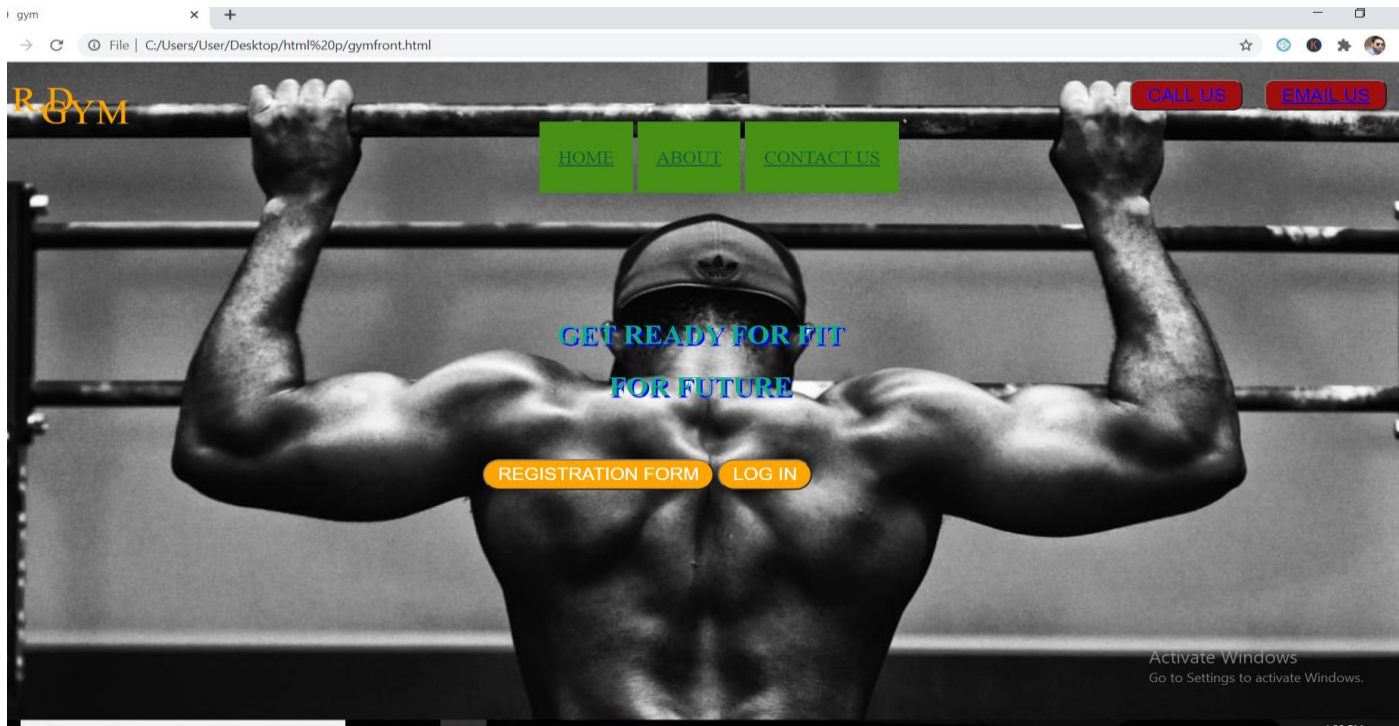 gym
File | C:/Users/User/Desktop/html%20p/gymfront.html
K
R.D
GYM
CALL US
EMAIL US
HOME
ABOUT
CONTACT US
GET READY FOR FIT
FOR FUTURE
REGISTRATION FORM
LOG IN
Activate Windows
Go to Settings to activate Windows.